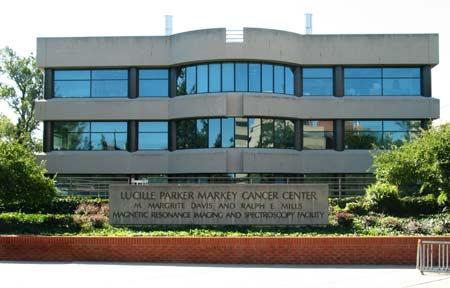 LUCILLE PARKER MARKEY CANCER CENTER
M. MARGRITE DAVIS AND RALPH E. MILLS
MAGNETIC RESONANCE IMAGING AND SPECTROSCOPY FACILITY